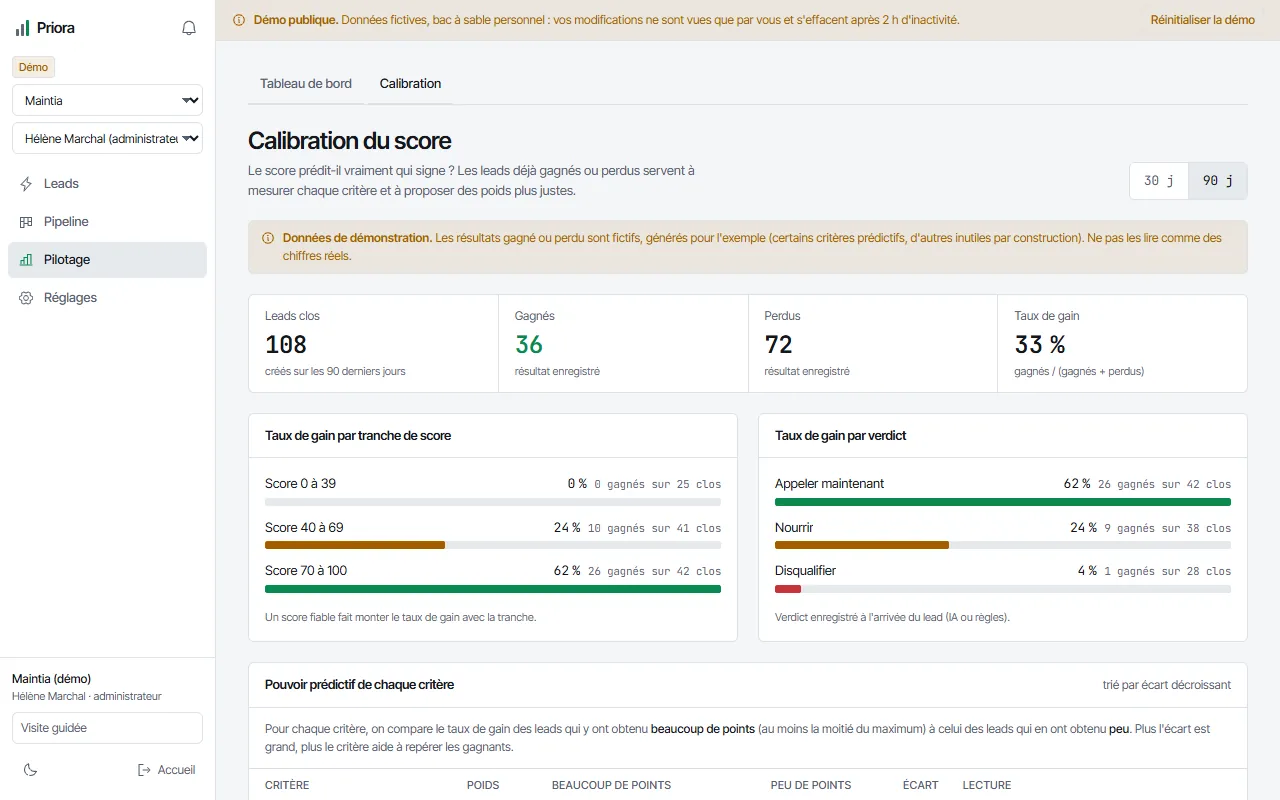 Priora
Démo
Maintia
Hélène Marchal (administrateu
Leads
Pipeline
Pilotage
Réglages
Maintia (démo)
Hélène Marchal · administrateur
Visite guidée
Accueil
Démo publique. Données fictives, bac à sable personnel : vos modifications ne sont vues que par vous et s'effacent après 2 h d'inactivité.
Réinitialiser la démo
Tableau de bord
Calibration
Calibration du score
Le score prédit-il vraiment qui signe ? Les leads déjà gagnés ou perdus servent à
mesurer chaque critère et à proposer des poids plus justes.
30 j
90 j
Données de démonstration. Les résultats gagné ou perdu sont fictifs, générés pour l'exemple (certains critères prédictifs, d'autres inutiles par construction). Ne pas les lire comme des
chiffres réels.
Leads clos
108
créés sur les 90 derniers jours
Gagnés
36
résultat enregistré
Perdus
72
résultat enregistré
Taux de gain
33 %
gagnés / (gagnés + perdus)
Taux de gain par tranche de score
Score 0 à 39
0 % 0 gagnés sur 25 clos
Score 40 à 69
24 % 10 gagnés sur 41 clos
Score 70 à 100
62 % 26 gagnés sur 42 clos
Un score fiable fait monter le taux de gain avec la tranche.
Taux de gain par verdict
Appeler maintenant
62 % 26 gagnés sur 42 clos
Nourrir
24 % 9 gagnés sur 38 clos
Disqualifier
4 % 1 gagnés sur 28 clos
Verdict enregistré à l'arrivée du lead (IA ou règles).
Pouvoir prédictif de chaque critère
trié par écart décroissant
Pour chaque critère, on compare le taux de gain des leads qui y ont obtenu beaucoup de points (au moins la moitié du maximum) à celui des leads qui en ont obtenu peu. Plus l'écart est
grand, plus le critère aide à repérer les gagnants.
CRITÈRE
POIDS
BEAUCOUP DE POINTS
PEU DE POINTS
ÉCART
LECTURE